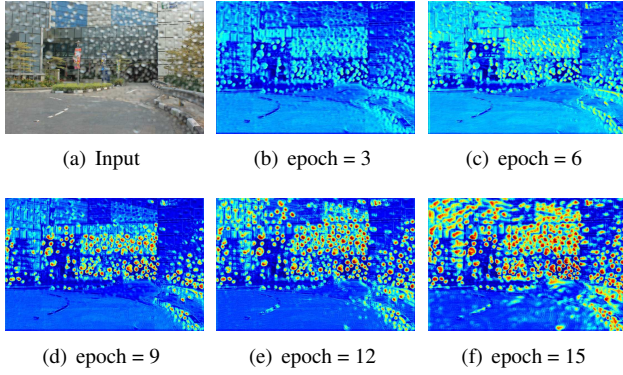 (a) Input
(b) epoch = 3
(c) epoch = 6
(d) epoch = 9
(e) epoch = 12
(f) epoch = 15